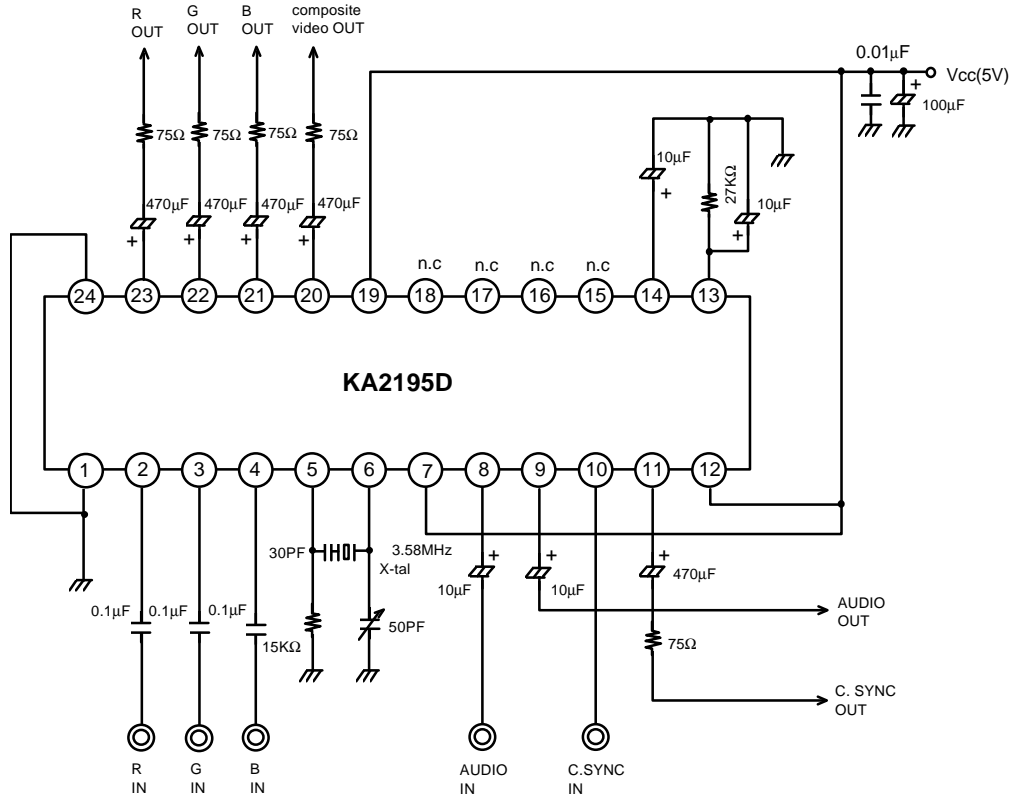 R
OUT
G
OUT
B
OUT
composite
video OUT
0.01μF
+
Vcc(5V)
100μF
75Ω
75Ω
75Ω
75Ω
10μF
+
27KΩ
10μF
+
470μF
470μF
470μF
470μF
+
+
+
+
n.c
n.c
n.c
n.c
24
23
22
21
20
19
18
17
16
15
14
13
KA2195D
1
2
3
4
5
6
7
8
9
10
11
12
30PF
3.58MHz
X-tal
+
10μF
+
10μF
+
470μF
0.1μF
0.1μF
0.1μF
15KΩ
50PF
75Ω
AUDIO
OUT
C. SYNC
OUT
R
IN
G
IN
B
IN
AUDIO
IN
C.SYNC
IN